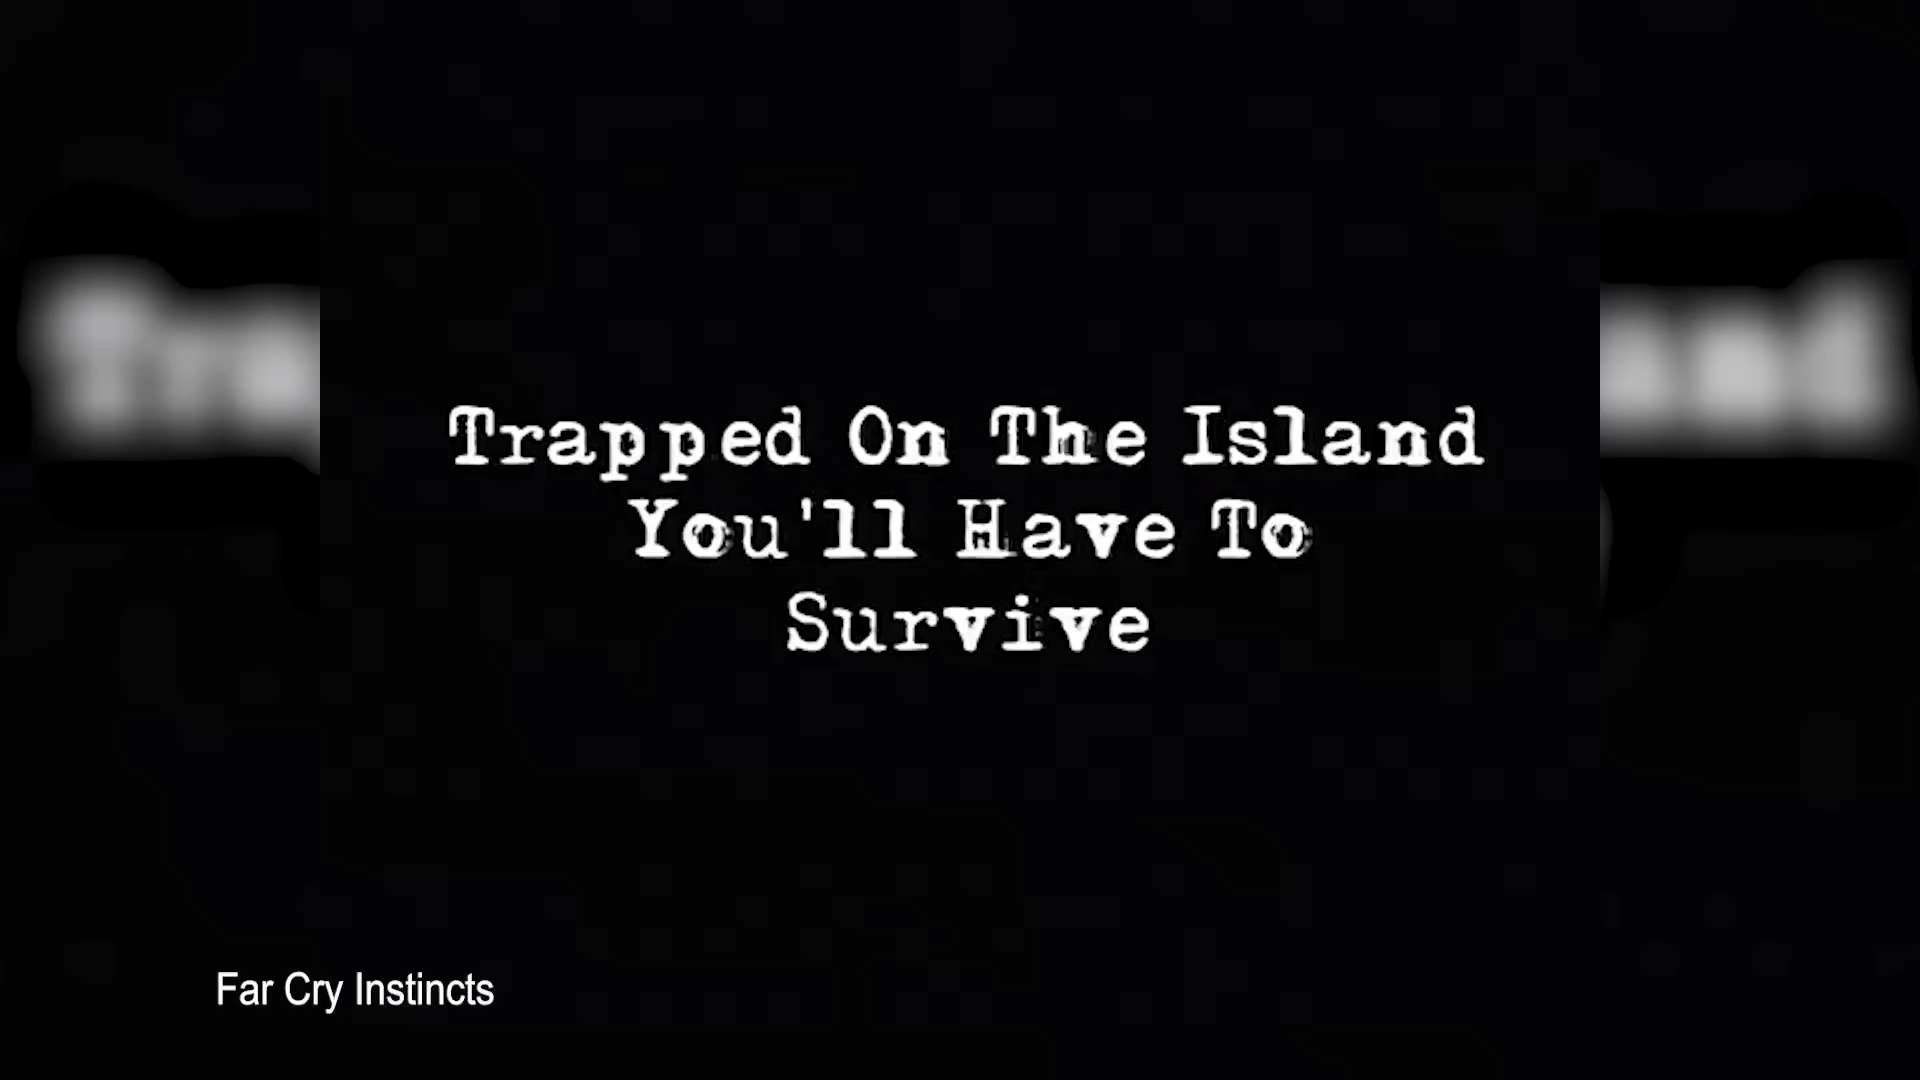 Trapped On The Island
You'll Have To
Survive
Far Cry Instincts